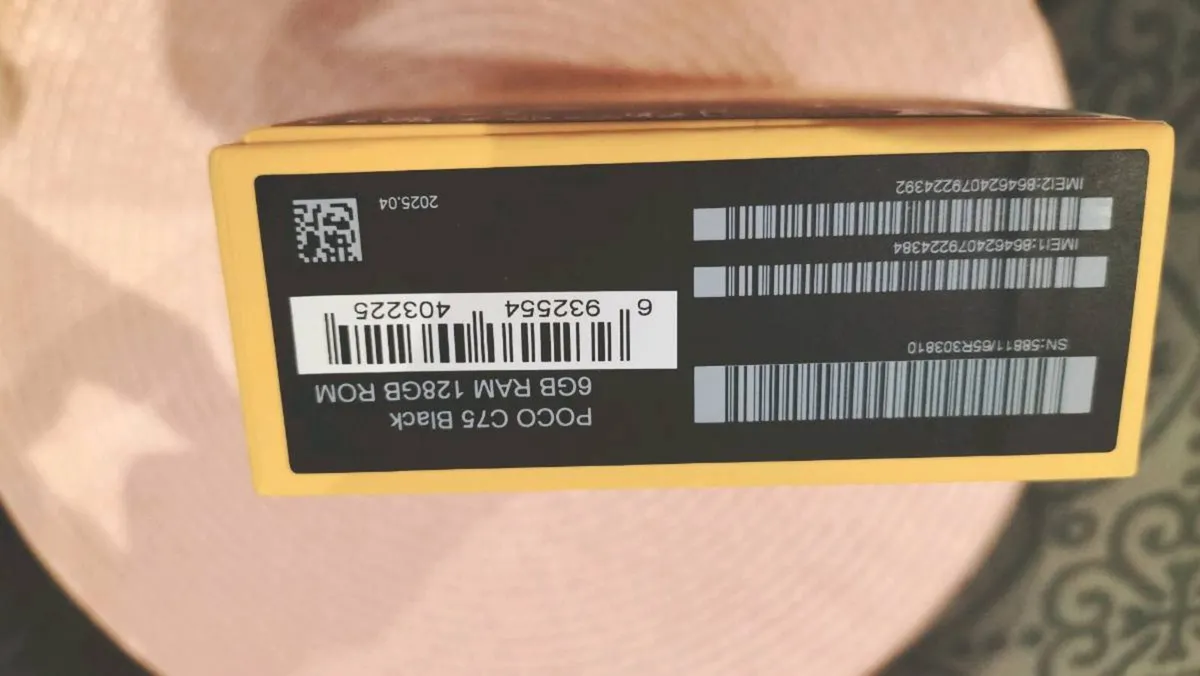 POCO C75 Black
6GB RAM 128GB ROM
6 932554 403225
2025.04
SN:58811/65R303810
IMEI1:864624079224384
IMEI2:864624079224392